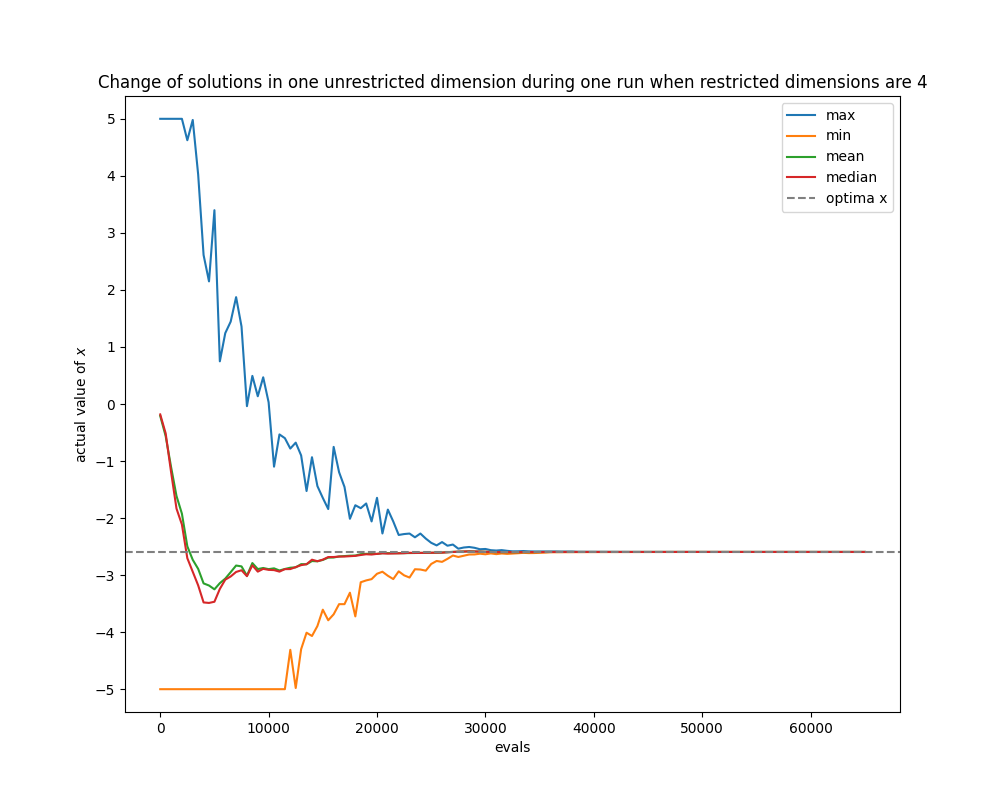 Change of solutions in one unrestricted dimension during one run when restricted dimensions are 4
max
min
mean
median
optima x
5
4
3
2
1
0
−1
−2
−3
−4
−5
actual value of x
0 10000 20000 30000 40000 50000 60000
evals